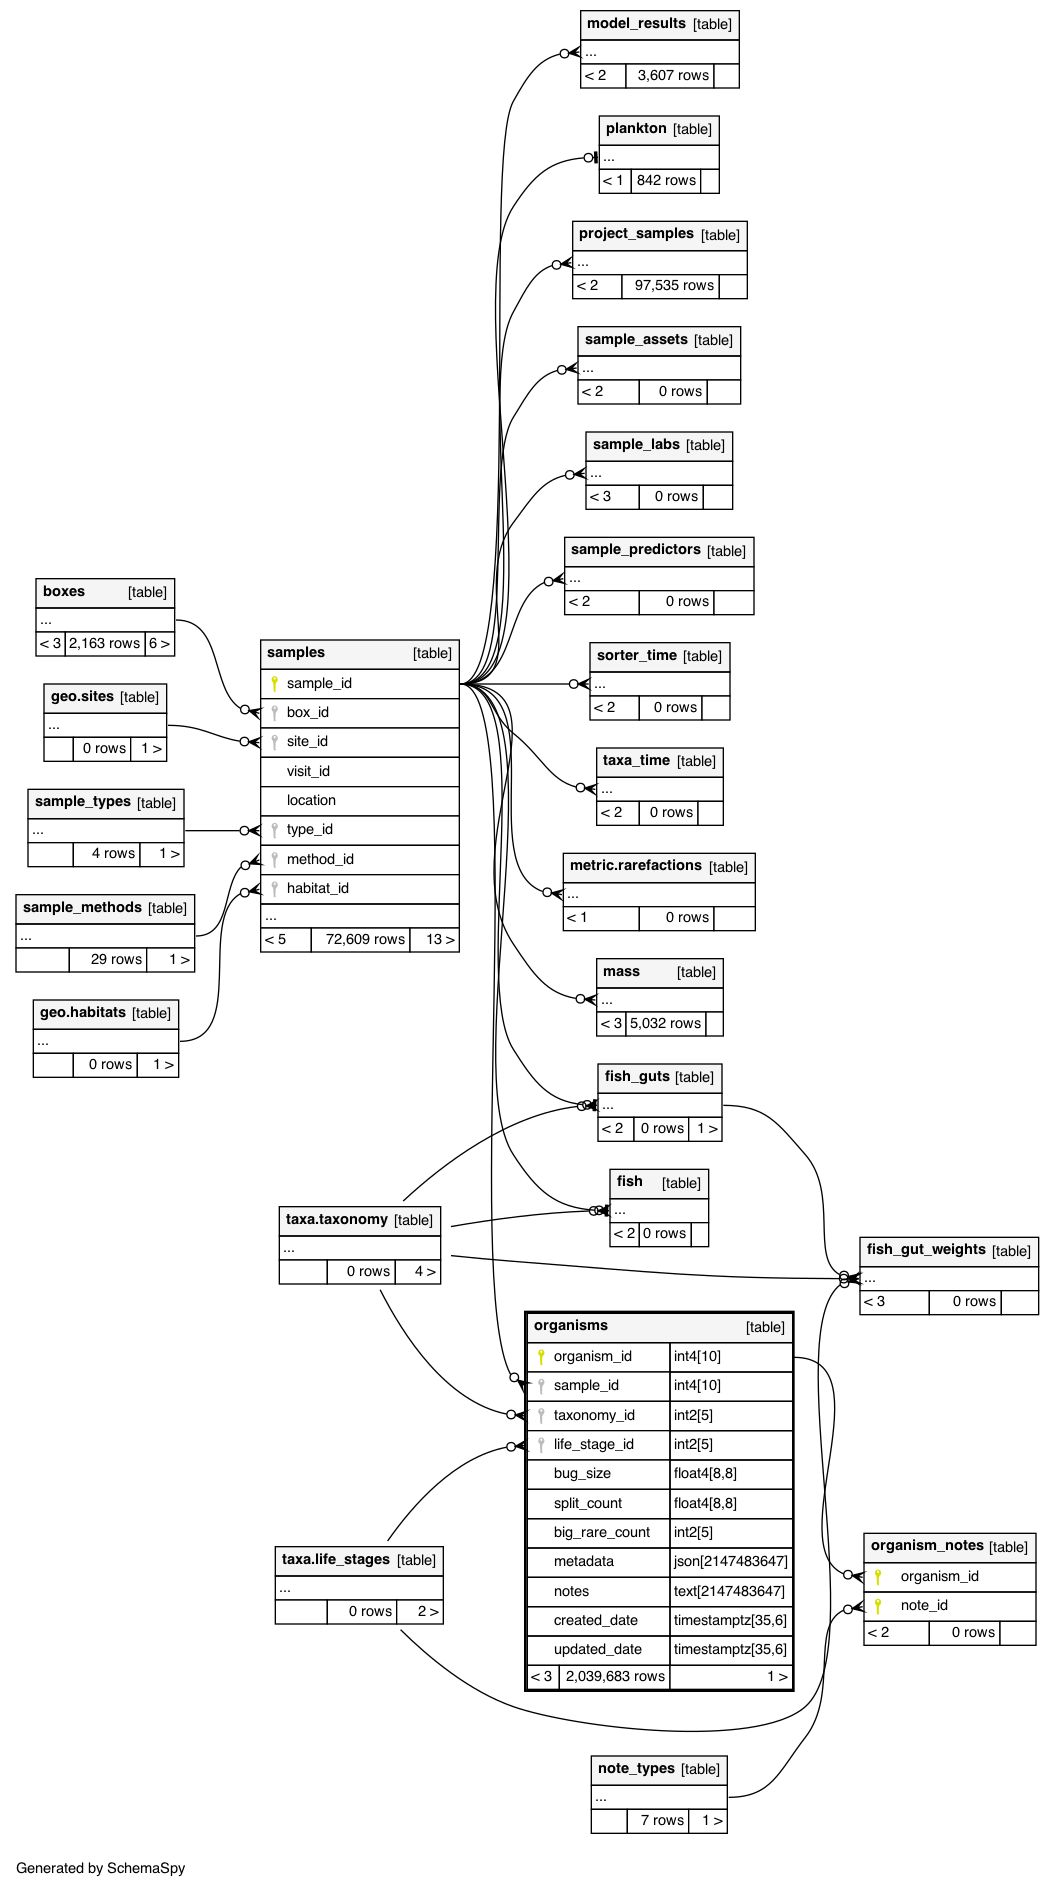 model_results [table]
...
< 2 3,607 rows
plankton [table]
...
< 1 842 rows
project_samples [table]
...
< 2 97,535 rows
sample_assets [table]
...
< 2 0 rows
sample_labs [table]
...
< 3 0 rows
sample_predictors [table]
...
< 2 0 rows
boxes [table]
...
< 3 2,163 rows 6 >
geo.sites [table]
...
0 rows 1 >
sample_types [table]
...
4 rows 1 >
sample_methods [table]
...
29 rows 1 >
geo.habitats [table]
...
0 rows 1 >
samples [table]
sample_id
box_id
site_id
visit_id
location
type_id
method_id
habitat_id
...
< 5 72,609 rows 13 >
sorter_time [table]
...
< 2 0 rows
taxa_time [table]
...
< 2 0 rows
metric.rarefactions [table]
...
< 1 0 rows
mass [table]
...
< 3 5,032 rows
fish_guts [table]
...
< 2 0 rows 1 >
fish [table]
...
< 2 0 rows
taxa.taxonomy [table]
...
0 rows 4 >
fish_gut_weights [table]
...
< 3 0 rows
organisms [table]
organism_id int4[10]
sample_id int4[10]
taxonomy_id int2[5]
life_stage_id int2[5]
bug_size float4[8,8]
split_count float4[8,8]
big_rare_count int2[5]
metadata json[2147483647]
notes text[2147483647]
created_date timestamptz[35,6]
updated_date timestamptz[35,6]
< 3 2,039,683 rows 1 >
taxa.life_stages [table]
...
0 rows 2 >
organism_notes [table]
organism_id
note_id
< 2 0 rows
note_types [table]
...
7 rows 1 >
Generated by SchemaSpy